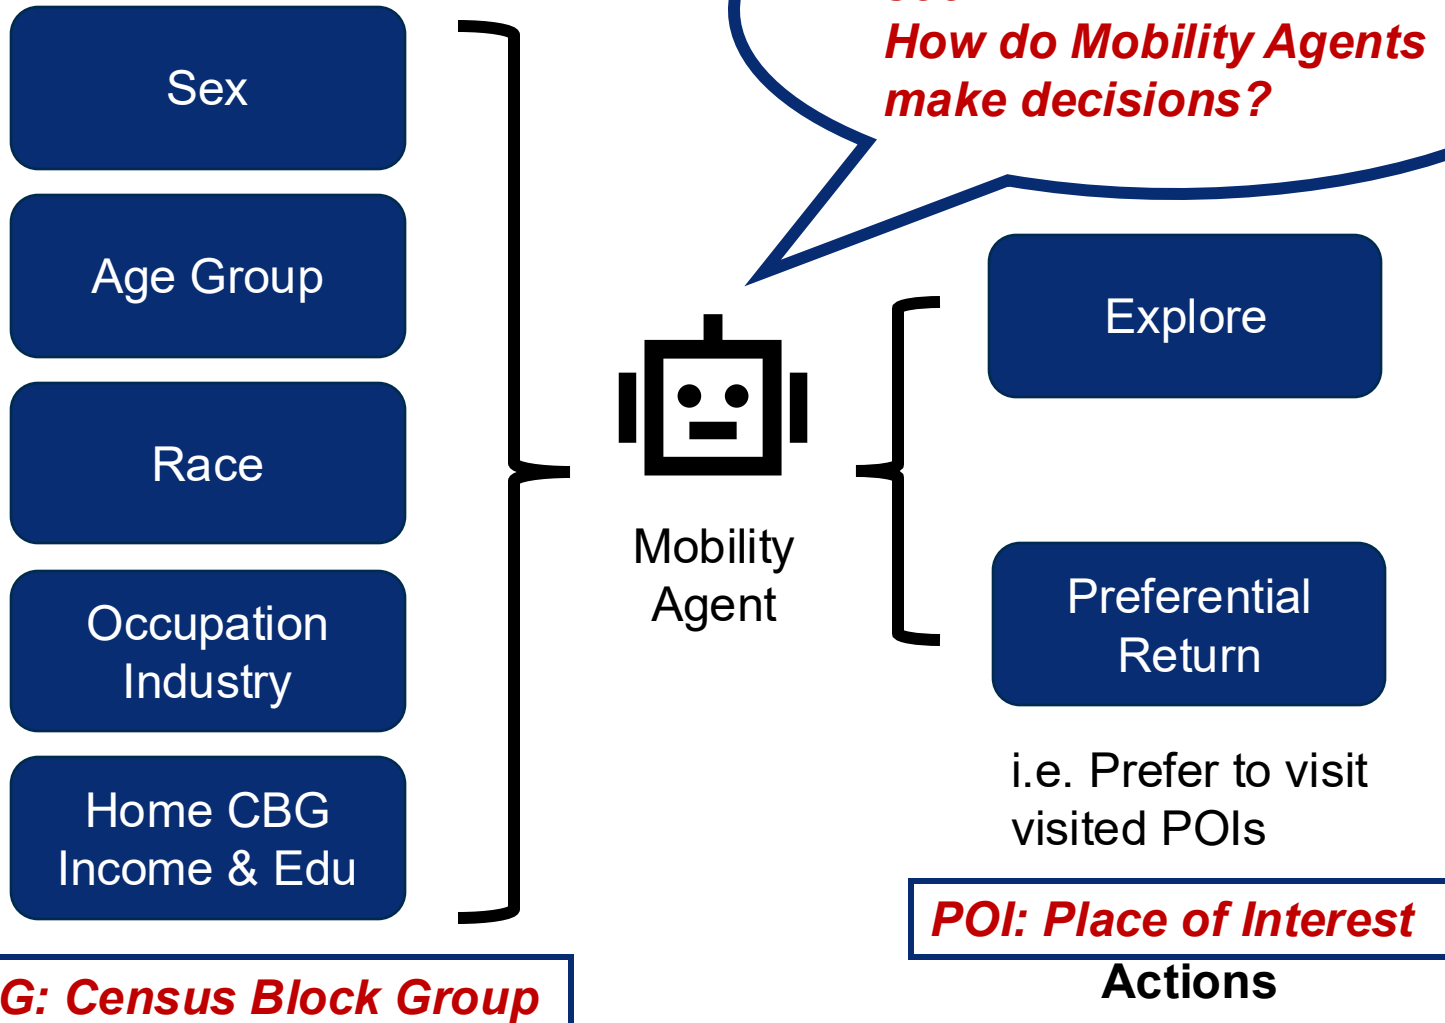 Sex
Age Group
Race
Occupation
Industry
Home CBG
Income & Edu
G: Census Block Group
Mobility
Agent
How do Mobility Agents
make decisions?
Explore
Preferential
Return
i.e. Prefer to visit
visited POIs
POI: Place of Interest
Actions